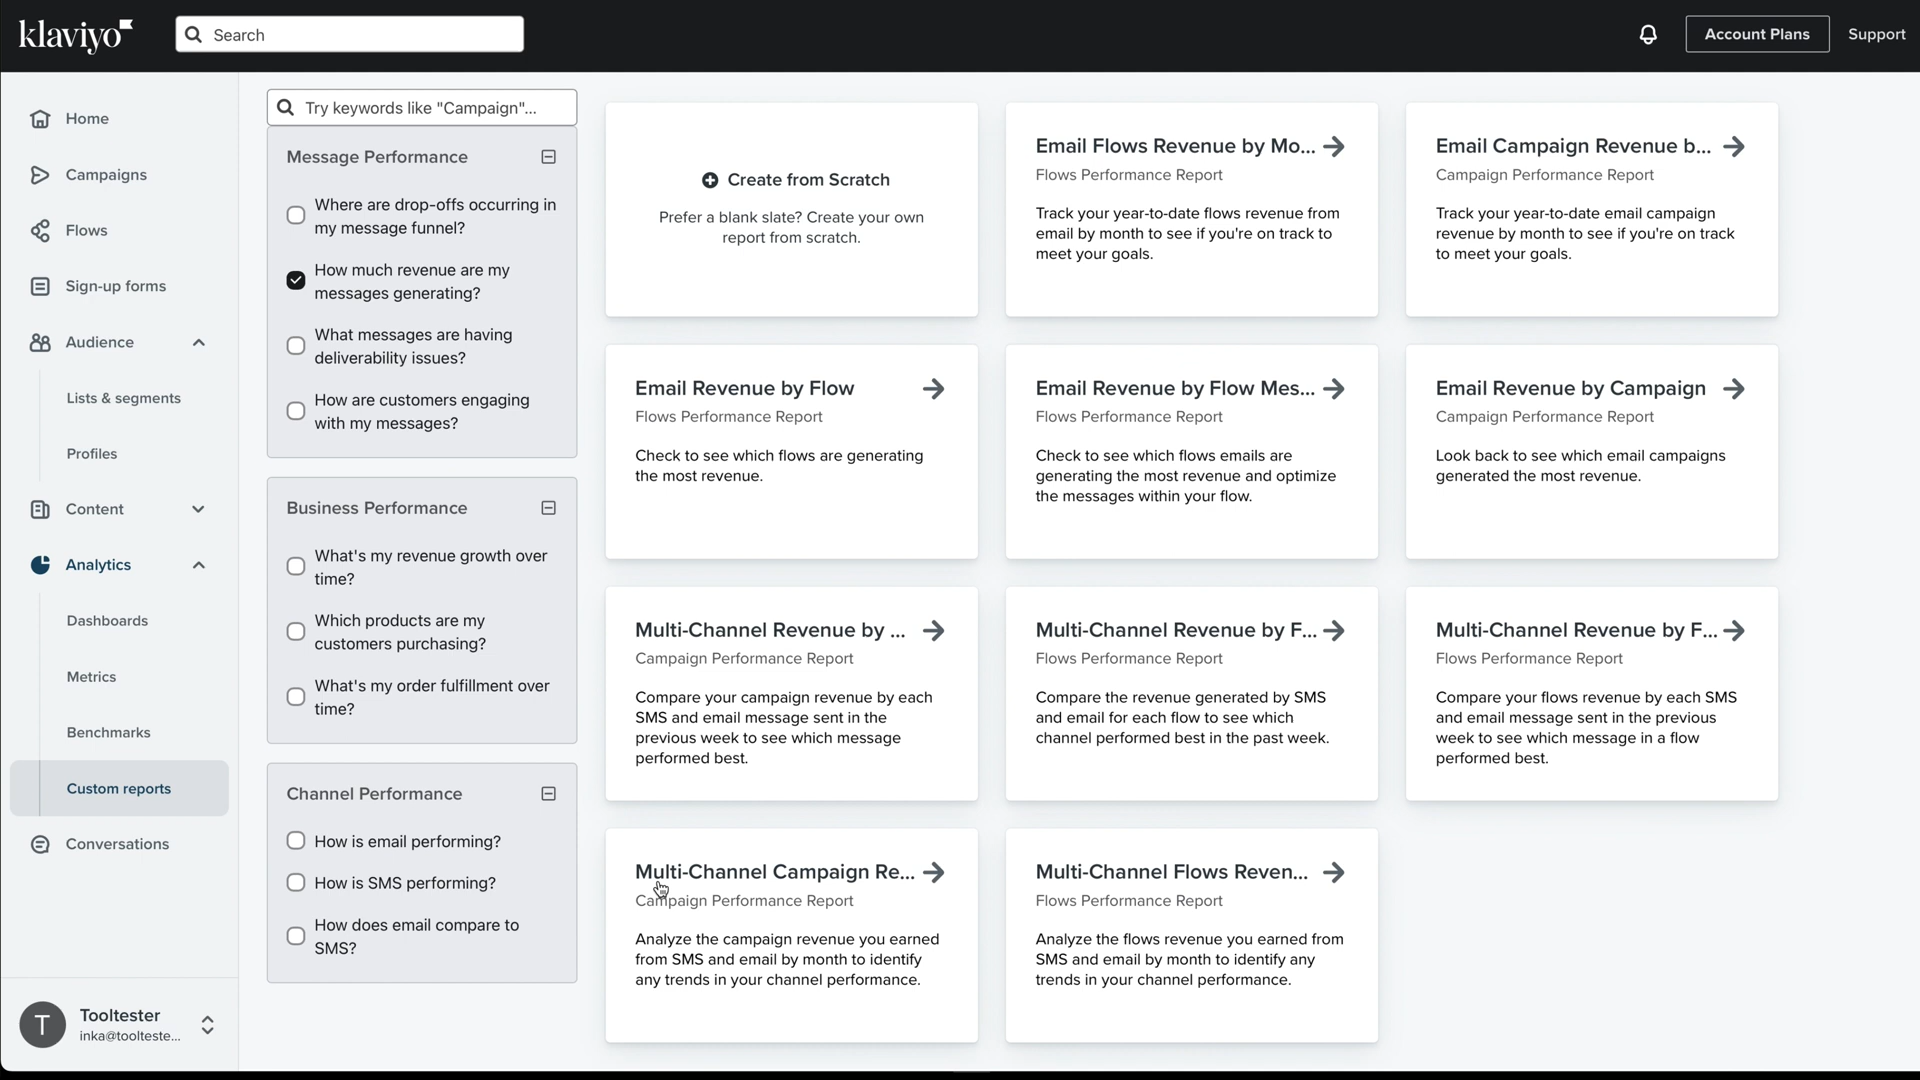 klaviyo
Search
Account Plans
Support
Home
Campaigns
Flows
Sign-up forms
Audience
Lists & segments
Profiles
Content
Analytics
Dashboards
Metrics
Benchmarks
Custom reports
Conversations
T
Tooltester
inka@toolteste...
Try keywords like "Campaign"...
Message Performance
Where are drop-offs occurring in
my message funnel?
How much revenue are my
messages generating?
What messages are having
deliverability issues?
How are customers engaging
with my messages?
Business Performance
What's my revenue growth over
time?
Which products are my
customers purchasing?
What's my order fulfillment over
time?
Channel Performance
How is email performing?
How is SMS performing?
How does email compare to
SMS?
Create from Scratch
Prefer a blank slate? Create your own
report from scratch.
Email Flows Revenue by Mo...
Flows Performance Report
Track your year-to-date flows revenue from
email by month to see if you're on track to
meet your goals.
Email Campaign Revenue b...
Campaign Performance Report
Track your year-to-date email campaign
revenue by month to see if you're on track
to meet your goals.
Email Revenue by Flow
Flows Performance Report
Check to see which flows are generating
the most revenue.
Email Revenue by Flow Mes...
Flows Performance Report
Check to see which flows emails are
generating the most revenue and optimize
the messages within your flow.
Email Revenue by Campaign
Campaign Performance Report
Look back to see which email campaigns
generated the most revenue.
Multi-Channel Revenue by ...
Campaign Performance Report
Compare your campaign revenue by each
SMS and email message sent in the
previous week to see which message
performed best.
Multi-Channel Revenue by F...
Flows Performance Report
Compare the revenue generated by SMS
and email for each flow to see which
channel performed best in the past week.
Multi-Channel Revenue by F...
Flows Performance Report
Compare your flows revenue by each SMS
and email message sent in the previous
week to see which message in a flow
performed best.
Multi-Channel Campaign Re...
Campaign Performance Report
Analyze the campaign revenue you earned
from SMS and email by month to identify
any trends in your channel performance.
Multi-Channel Flows Reven...
Flows Performance Report
Analyze the flows revenue you earned from
SMS and email by month to identify any
trends in your channel performance.